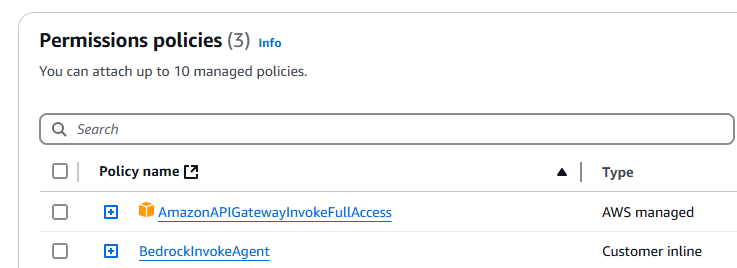 Permissions policies (3) Info
You can attach up to 10 managed policies.
Search
Policy name Type
AmazonAPIGatewayInvokeFullAccess AWS managed
BedrockInvokeAgent Customer inline